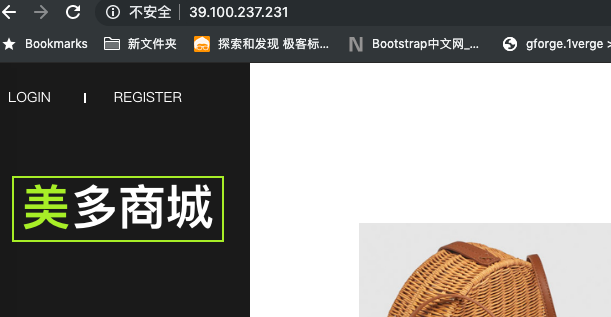 不安全 39.100.237.231
Bookmarks 新文件夹 探索和发现 极客标... Bootstrap中文网_... gforge.1verge >
LOGIN REGISTER
美多商城